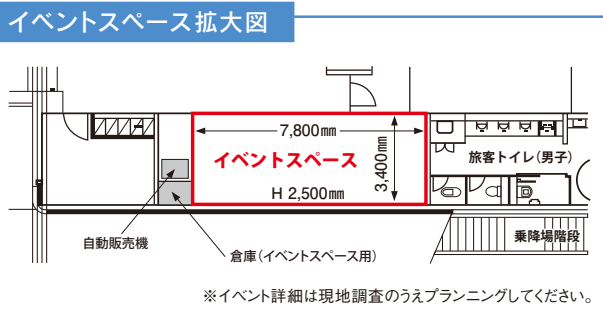 イベントスペース拡大図
7,800㎜
イベントスペース
3,400㎜
H 2,500㎜
旅客トイレ（男子）
自動販売機
倉庫（イベントスペース用）
乗降場階段
※イベント詳細は現地調査のうえプランニングしてください。